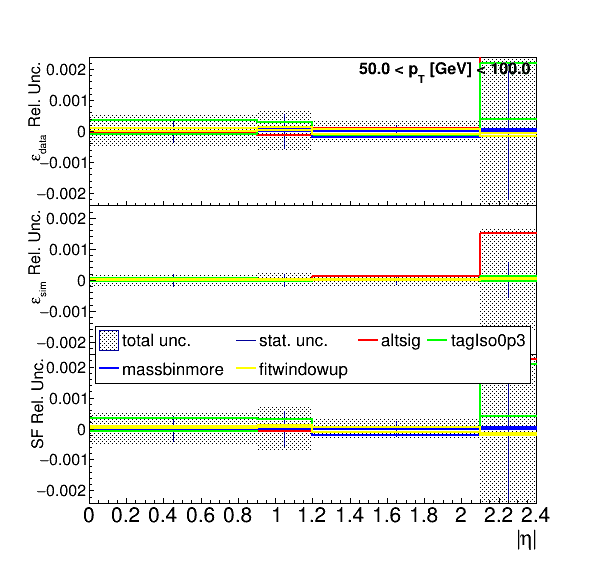 50.0 < p_T [GeV] < 100.0
ε_data Rel. Unc.
0.002
0.001
0
−0.001
−0.002
ε_sim Rel. Unc.
0.002
0.001
0
−0.001
−0.002
total unc. stat. unc. altsig tagIso0p3
massbinmore fitwindowup
SF Rel. Unc.
0.002
0.001
0
−0.001
−0.002
0 0.2 0.4 0.6 0.8 1 1.2 1.4 1.6 1.8 2 2.2 2.4
|η|